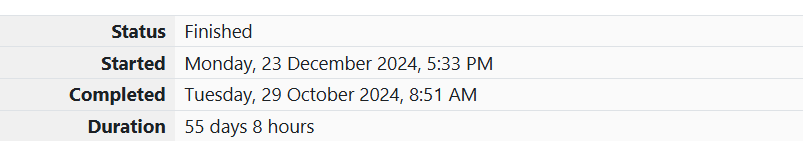 Status Finished
Started Monday, 23 December 2024, 5:33 PM
Completed Tuesday, 29 October 2024, 8:51 AM
Duration 55 days 8 hours